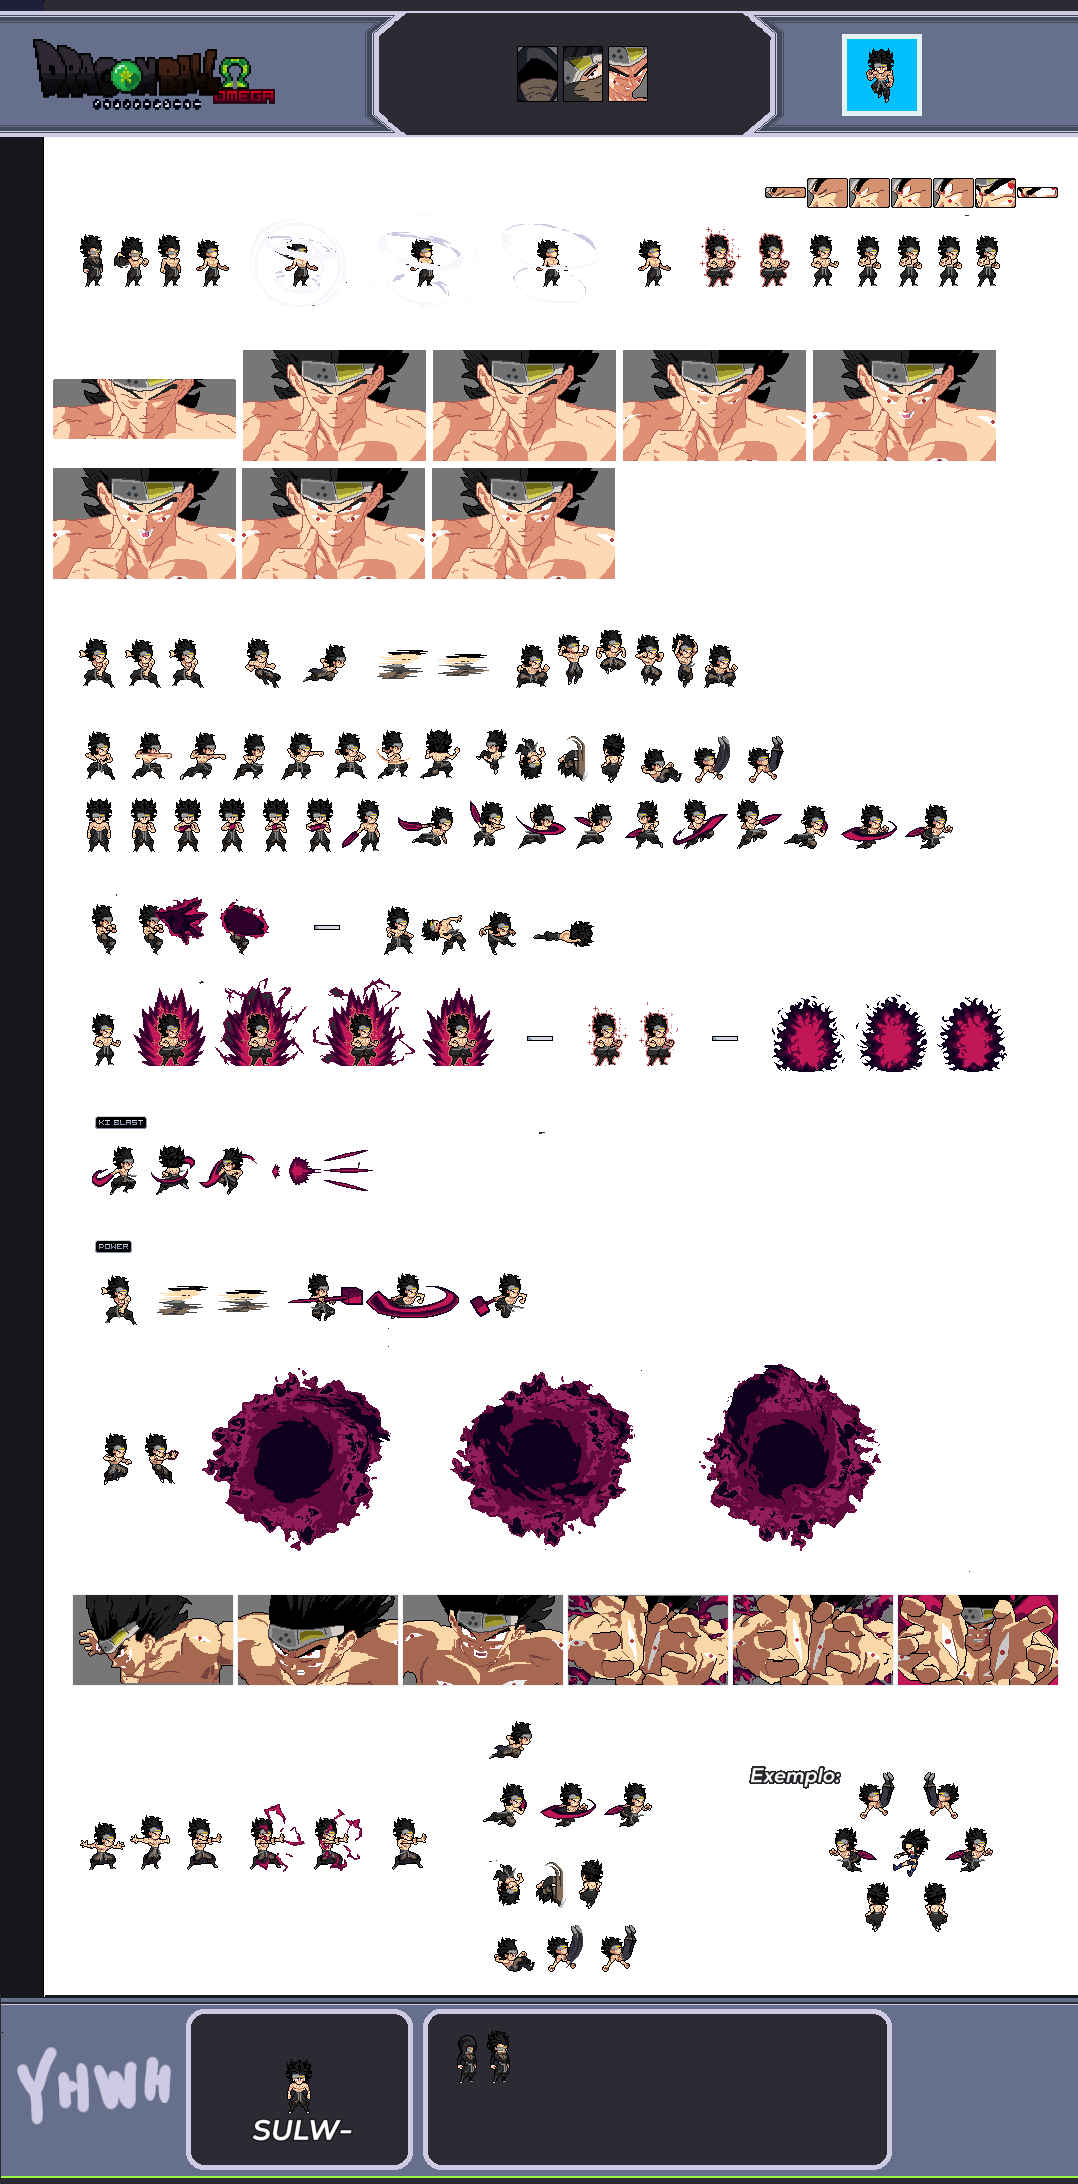 DRAGON BALL Ω
OMEGA
KI BLAST
POWER
Exemplo:
YHWH
SULW-